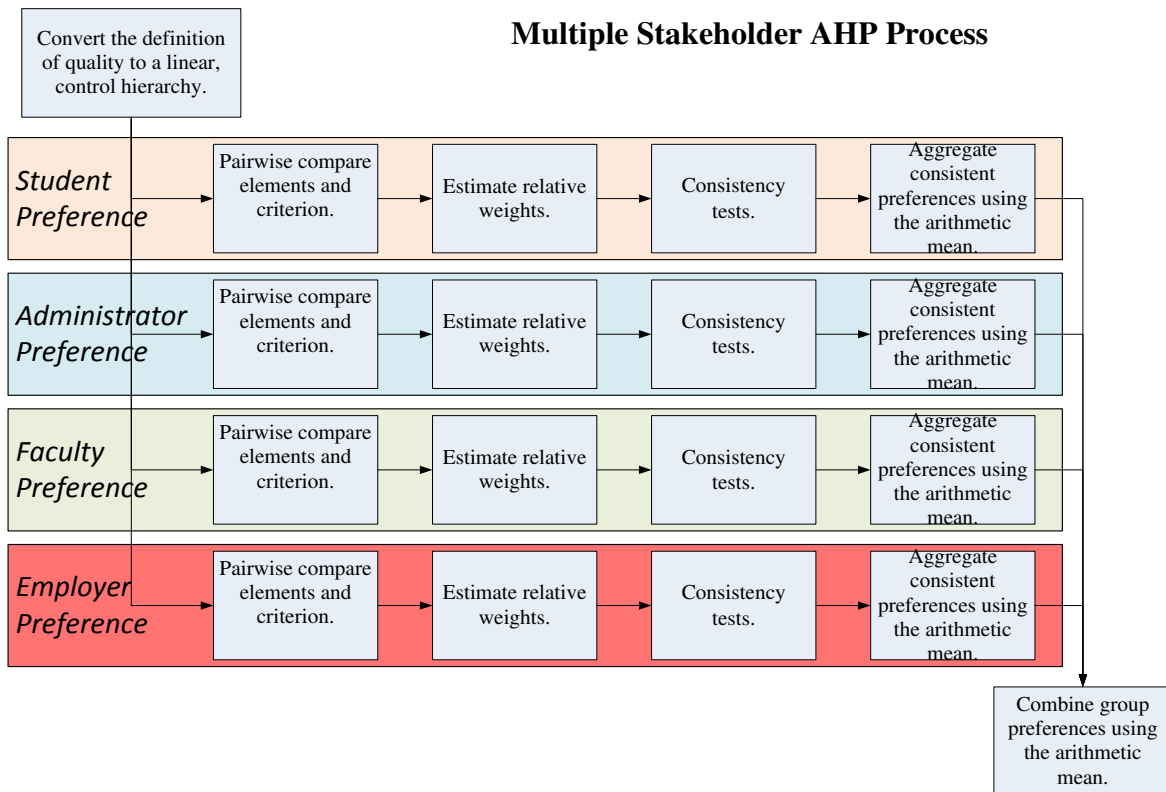 Convert the definition
of quality to a linear,
control hierarchy.
Multiple Stakeholder AHP Process
Student
Preference
Pairwise compare
elements and
criterion.
Estimate relative
weights.
Consistency
tests.
Aggregate
consistent
preferences using
the arithmetic
mean.
Administrator
Preference
Pairwise compare
elements and
criterion.
Estimate relative
weights.
Consistency
tests.
Aggregate
consistent
preferences using
the arithmetic
mean.
Faculty
Preference
Pairwise compare
elements and
criterion.
Estimate relative
weights.
Consistency
tests.
Aggregate
consistent
preferences using
the arithmetic
mean.
Employer
Preference
Pairwise compare
elements and
criterion.
Estimate relative
weights.
Consistency
tests.
Aggregate
consistent
preferences using
the arithmetic
mean.
Combine group
preferences using
the arithmetic
mean.